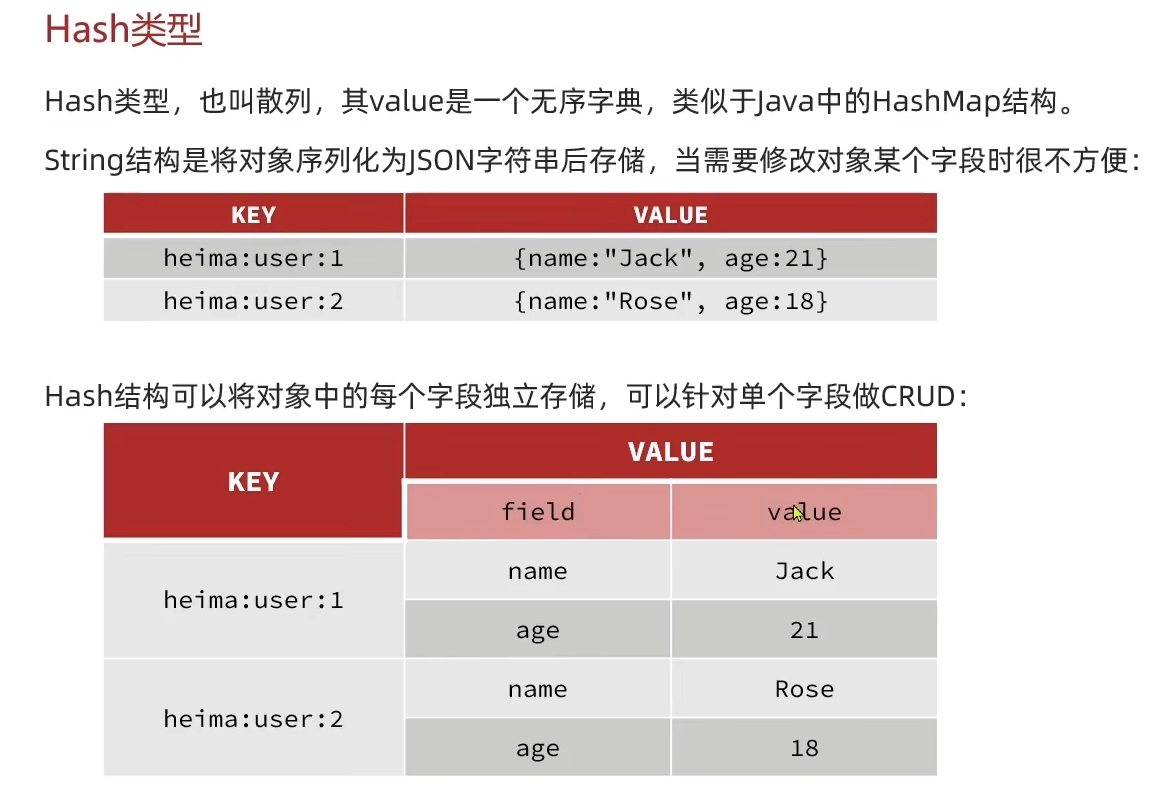 Hash类型
Hash类型，也叫散列，其value是一个无序字典，类似于Java中的HashMap结构。
String结构是将对象序列化为JSON字符串后存储，当需要修改对象某个字段时很不方便：
KEY VALUE
heima:user:1 {name:"Jack", age:21}
heima:user:2 {name:"Rose", age:18}
Hash结构可以将对象中的每个字段独立存储，可以针对单个字段做CRUD：
KEY VALUE
field value
heima:user:1 name Jack
age 21
heima:user:2 name Rose
age 18